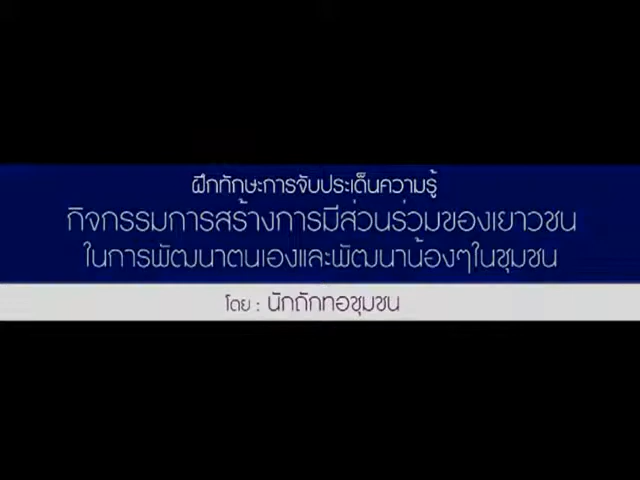 ฝึกทักษะการจับประเด็นความรู้
กิจกรรมการสร้างการมีส่วนร่วมของเยาวชน
ในการพัฒนาตนเองและพัฒนาน้องๆในชุมชน
โดย : นักถักทอชุมชน